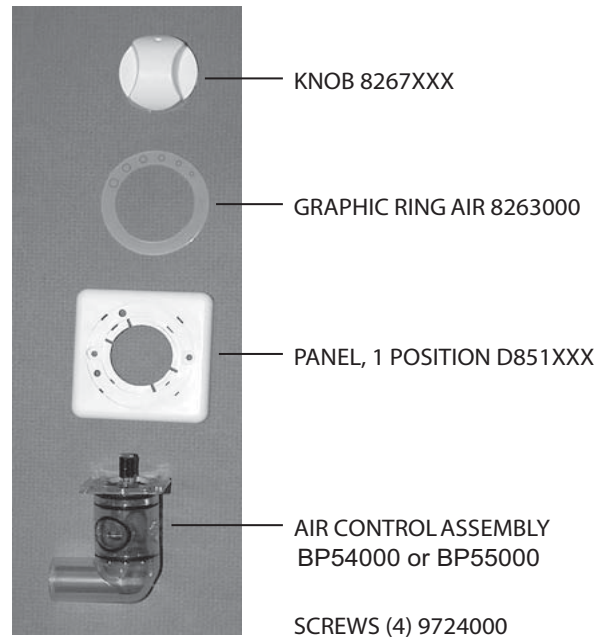 KNOB 8267XXX
GRAPHIC RING AIR 8263000
PANEL, 1 POSITION D851XXX
AIR CONTROL ASSEMBLY
BP54000 or BP55000
SCREWS (4) 9724000